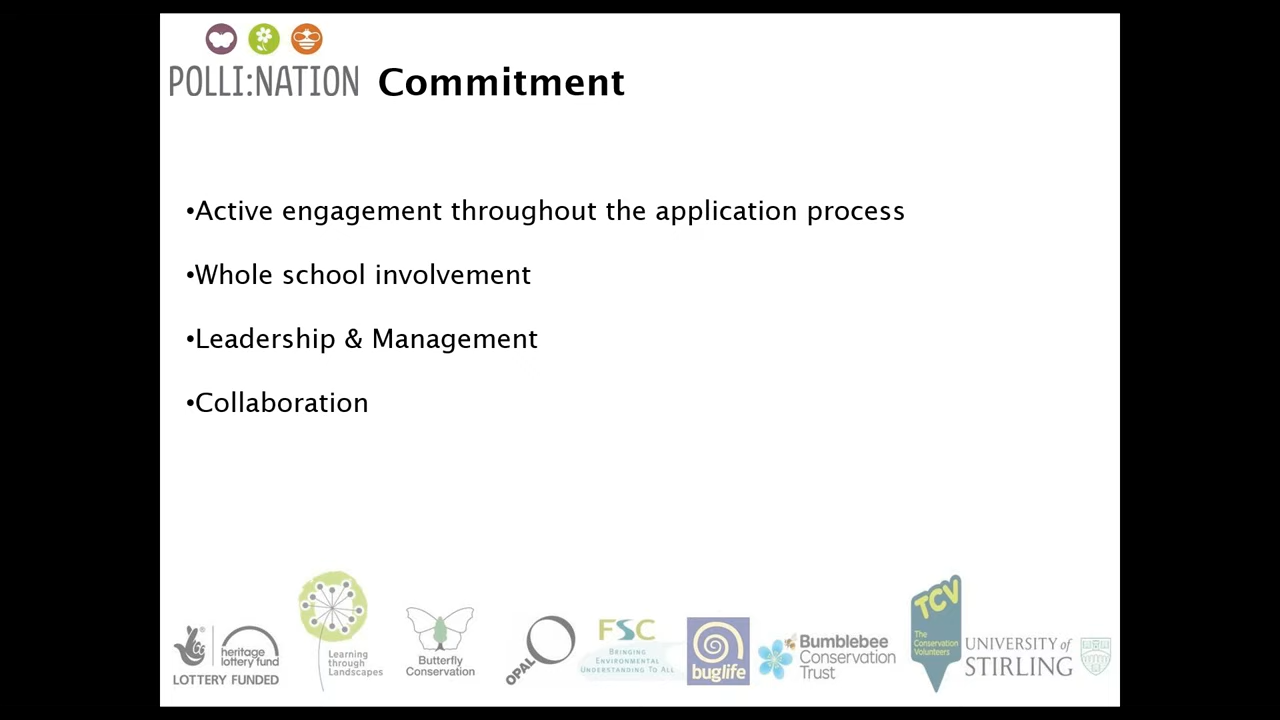 POLLI:NATION Commitment
•Active engagement throughout the application process
•Whole school involvement
•Leadership & Management
•Collaboration
heritage
lottery fund
LOTTERY FUNDED
Learning
through
Landscapes
Butterfly
Conservation
OPAL
FSC
BRINGING
ENVIRONMENTAL
UNDERSTANDING TO ALL
buglife
Bumblebee
Conservation
Trust
TCV
The
Conservation
Volunteers
UNIVERSITY of
STIRLING